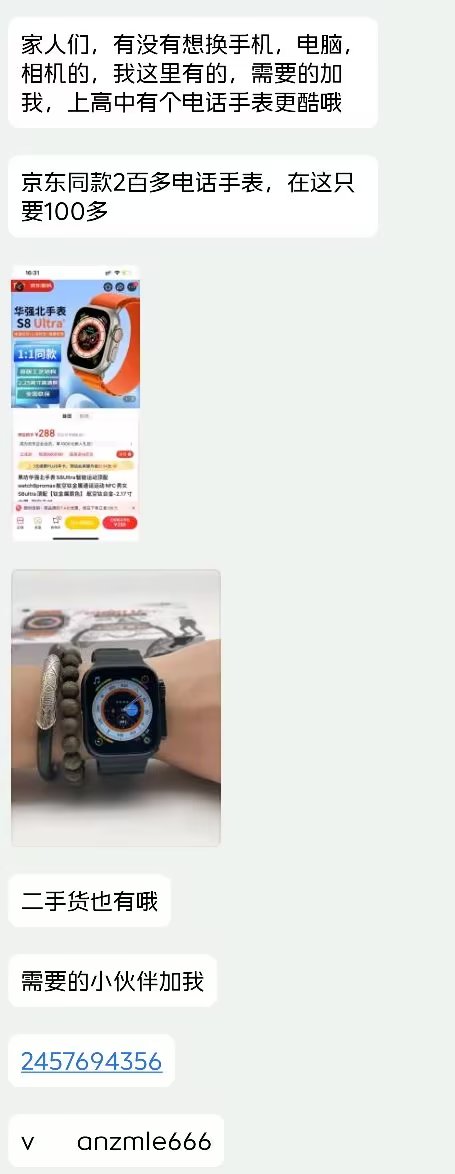 家人们，有没有想换手机，电脑，
相机的，我这里有的，需要的加
我，上高中有个电话手表更酷哦
京东同款2百多电话手表，在这只
要100多
16:31
华强北手表
S8 Ultra
1:1同款
¥288
二手货也有哦
需要的小伙伴加我
2457694356
v anzmle666